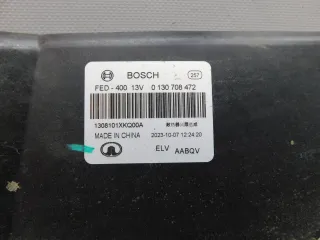 BOSCH
257
FED - 400 13V 0 130 708 472
1308101XKQ00A
MADE IN CHINA
2023-10-07 12:24:20
ELV AABQV